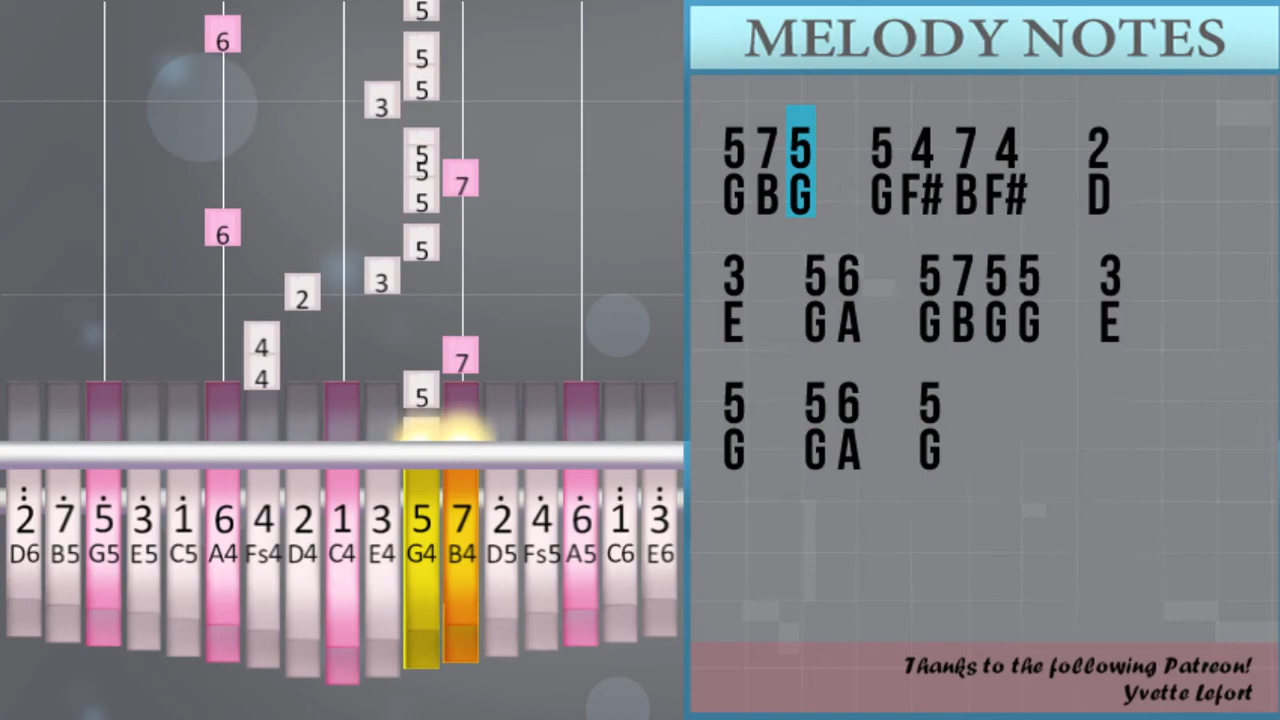 MELODY NOTES
5 7 5 5 4 7 4 2
G B G G F# B F# D
3 5 6 5 7 5 5 3
E G A G B G G E
5 5 6 5
G G A G
Thanks to the following Patreon!
Yvette Lefort
5
6
5
5
3
5
5
7
5
6
5
3
2
4
7
4
5
2 7 5 3 1 6 4 2 1 3 5 7 2 4 6 1 3
D6 B5 G5 E5 C5 A4 Fs4 D4 C4 E4 G4 B4 D5 Fs5 A5 C6 E6